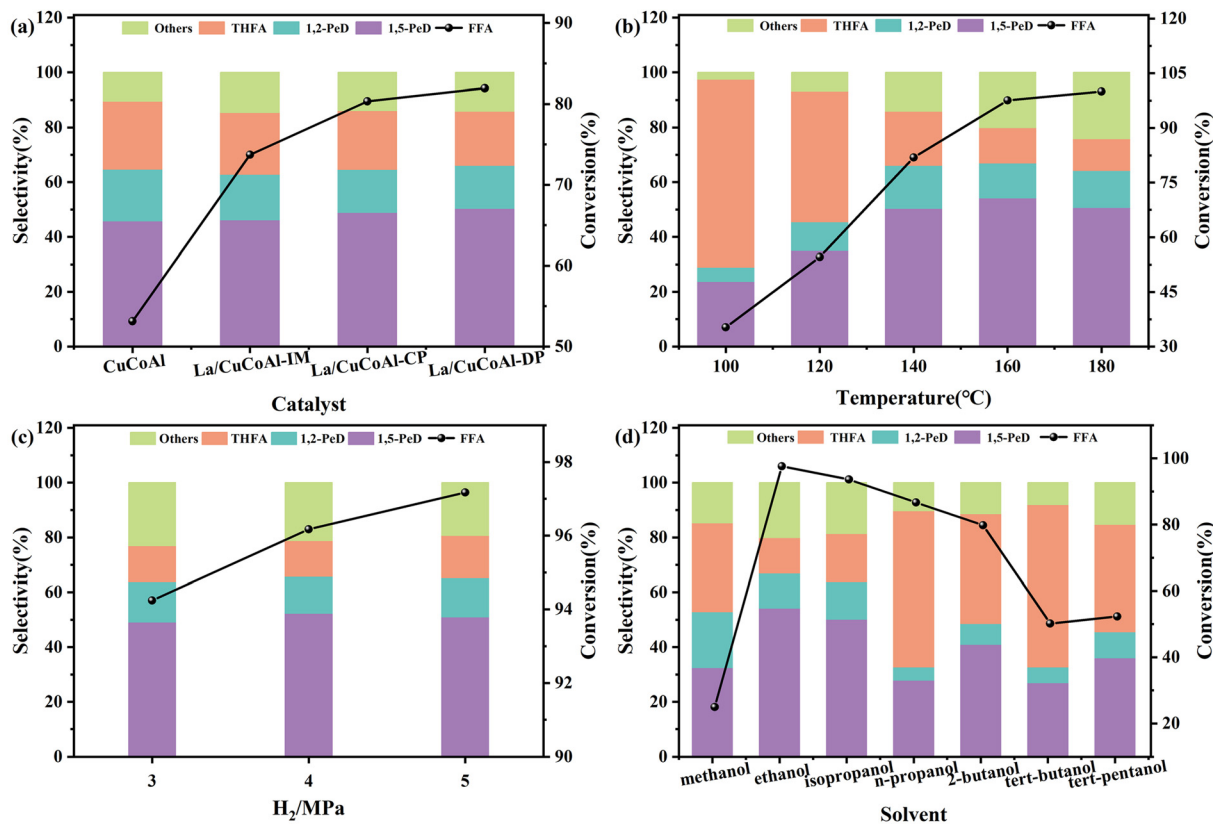 (a)
Others THFA 1,2-PeD 1,5-PeD FFA
Selectivity(%)
120
100
80
60
40
20
0
90
80
70
60
50
Conversion(%)
CuCoAl La/CuCoAl-IM La/CuCoAl-CP La/CuCoAl-DP
Catalyst
(b)
Others THFA 1,2-PeD 1,5-PeD FFA
Selectivity(%)
120
100
80
60
40
20
0
120
105
90
75
60
45
30
Conversion(%)
100 120 140 160 180
Temperature(°C)
(c)
Others THFA 1,2-PeD 1,5-PeD FFA
Selectivity(%)
120
100
80
60
40
20
0
98
96
94
92
90
Conversion(%)
3 4 5
H₂/MPa
(d)
Others THFA 1,2-PeD 1,5-PeD FFA
Selectivity(%)
120
100
80
60
40
20
0
100
80
60
40
20
Conversion(%)
methanol ethanol isopropanol n-propanol 2-butanol tert-butanol tert-pentanol
Solvent